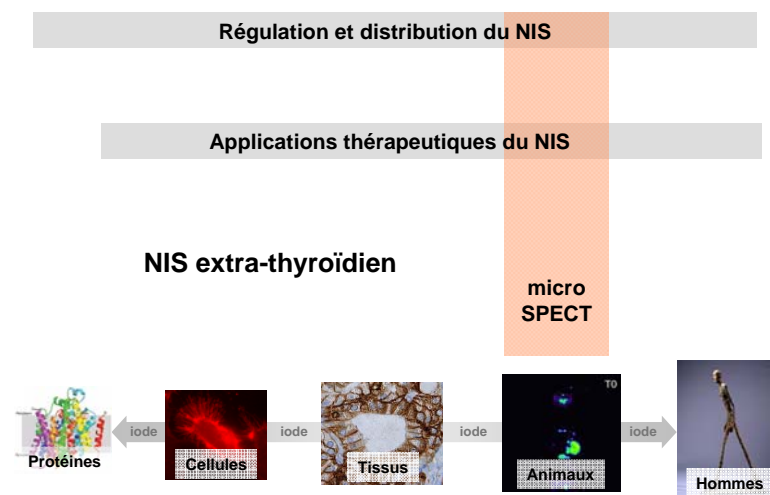 Régulation et distribution du NIS
Applications thérapeutiques du NIS
NIS extra-thyroïdien
micro
SPECT
T0
iode
iode
iode
iode
Protéines
Cellules
Tissus
Animaux
Hommes